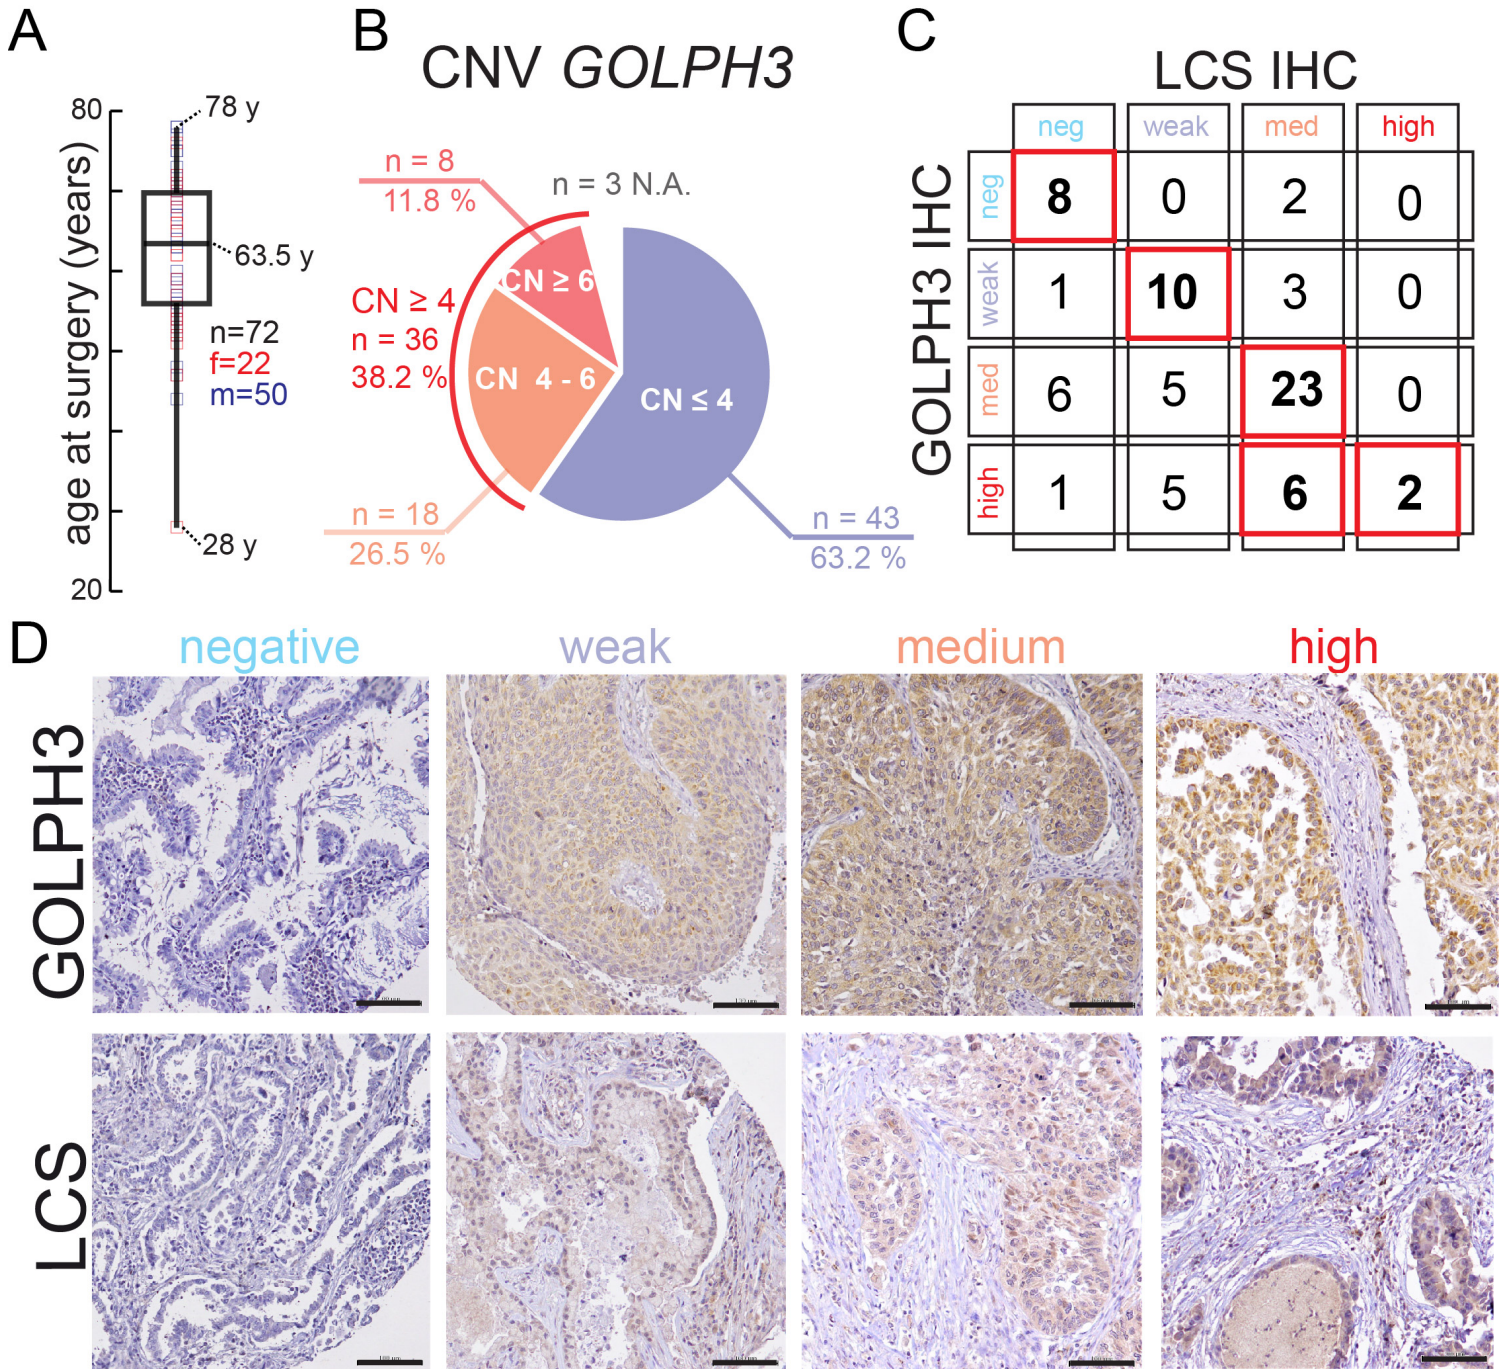 A
80
78 y
63.5 y
n=72
f=22
m=50
28 y
20
age at surgery (years)
B
CNV GOLPH3
n = 8
11.8 %
n = 3 N.A.
CN ≥ 6
CN ≥ 4
n = 36
38.2 %
CN 4 - 6
CN ≤ 4
n = 18
26.5 %
n = 43
63.2 %
C
LCS IHC
neg weak med high
GOLPH3 IHC
neg 8 0 2 0
weak 1 10 3 0
med 6 5 23 0
high 1 5 6 2
D
negative weak medium high
GOLPH3
LCS